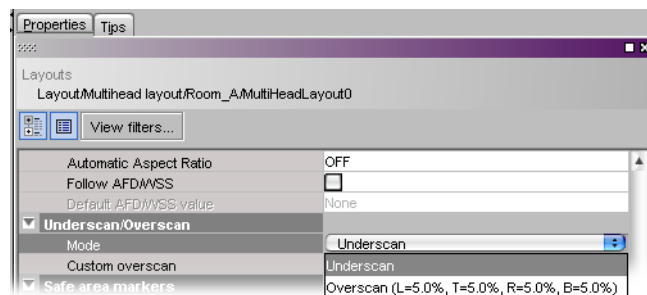 Properties Tips
Layouts
Layout/Multihead layout/Room_A/MultiHeadLayout0
View filters...
Automatic Aspect Ratio OFF
Follow AFD/WSS
Default AFD/WSS value None
Underscan/Overscan
Mode Underscan
Custom overscan Underscan
Safe area markers Overscan (L=5.0%, T=5.0%, R=5.0%, B=5.0%)